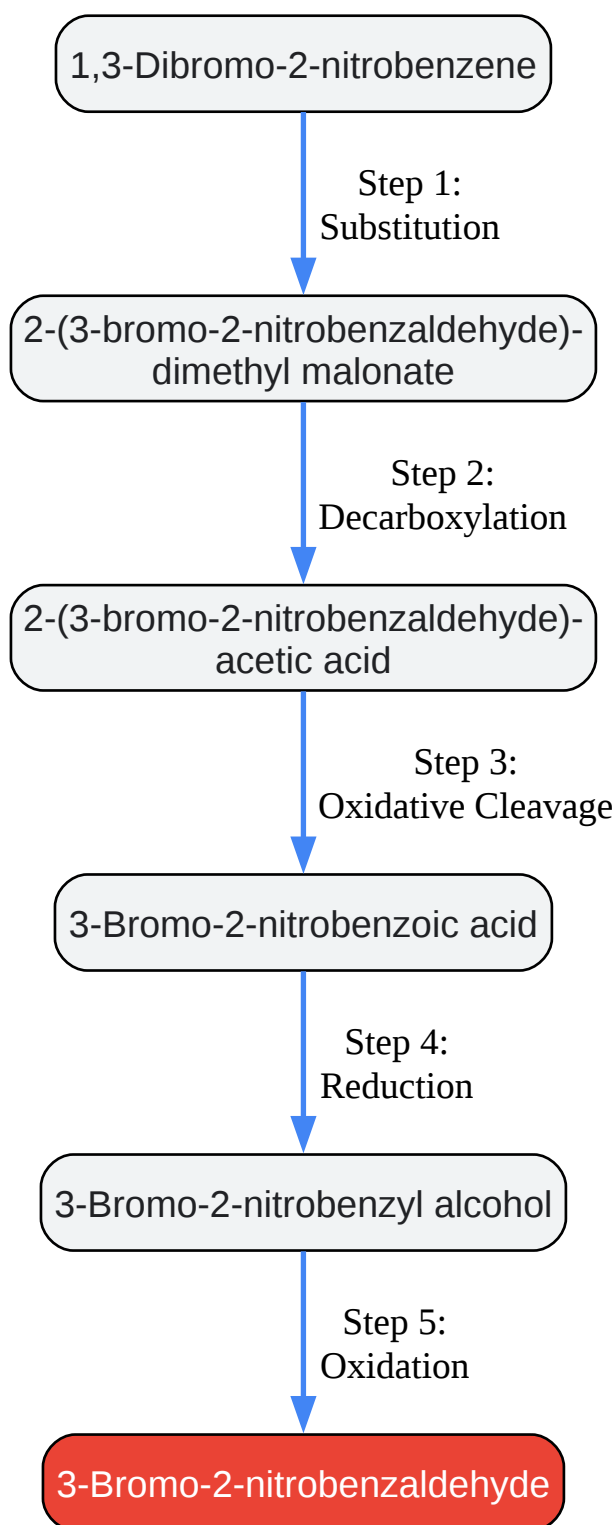 1,3-Dibromo-2-nitrobenzene
Step 1:
Substitution
2-(3-bromo-2-nitrobenzaldehyde)-
dimethyl malonate
Step 2:
Decarboxylation
2-(3-bromo-2-nitrobenzaldehyde)-
acetic acid
Step 3:
Oxidative Cleavage
3-Bromo-2-nitrobenzoic acid
Step 4:
Reduction
3-Bromo-2-nitrobenzyl alcohol
Step 5:
Oxidation
3-Bromo-2-nitrobenzaldehyde